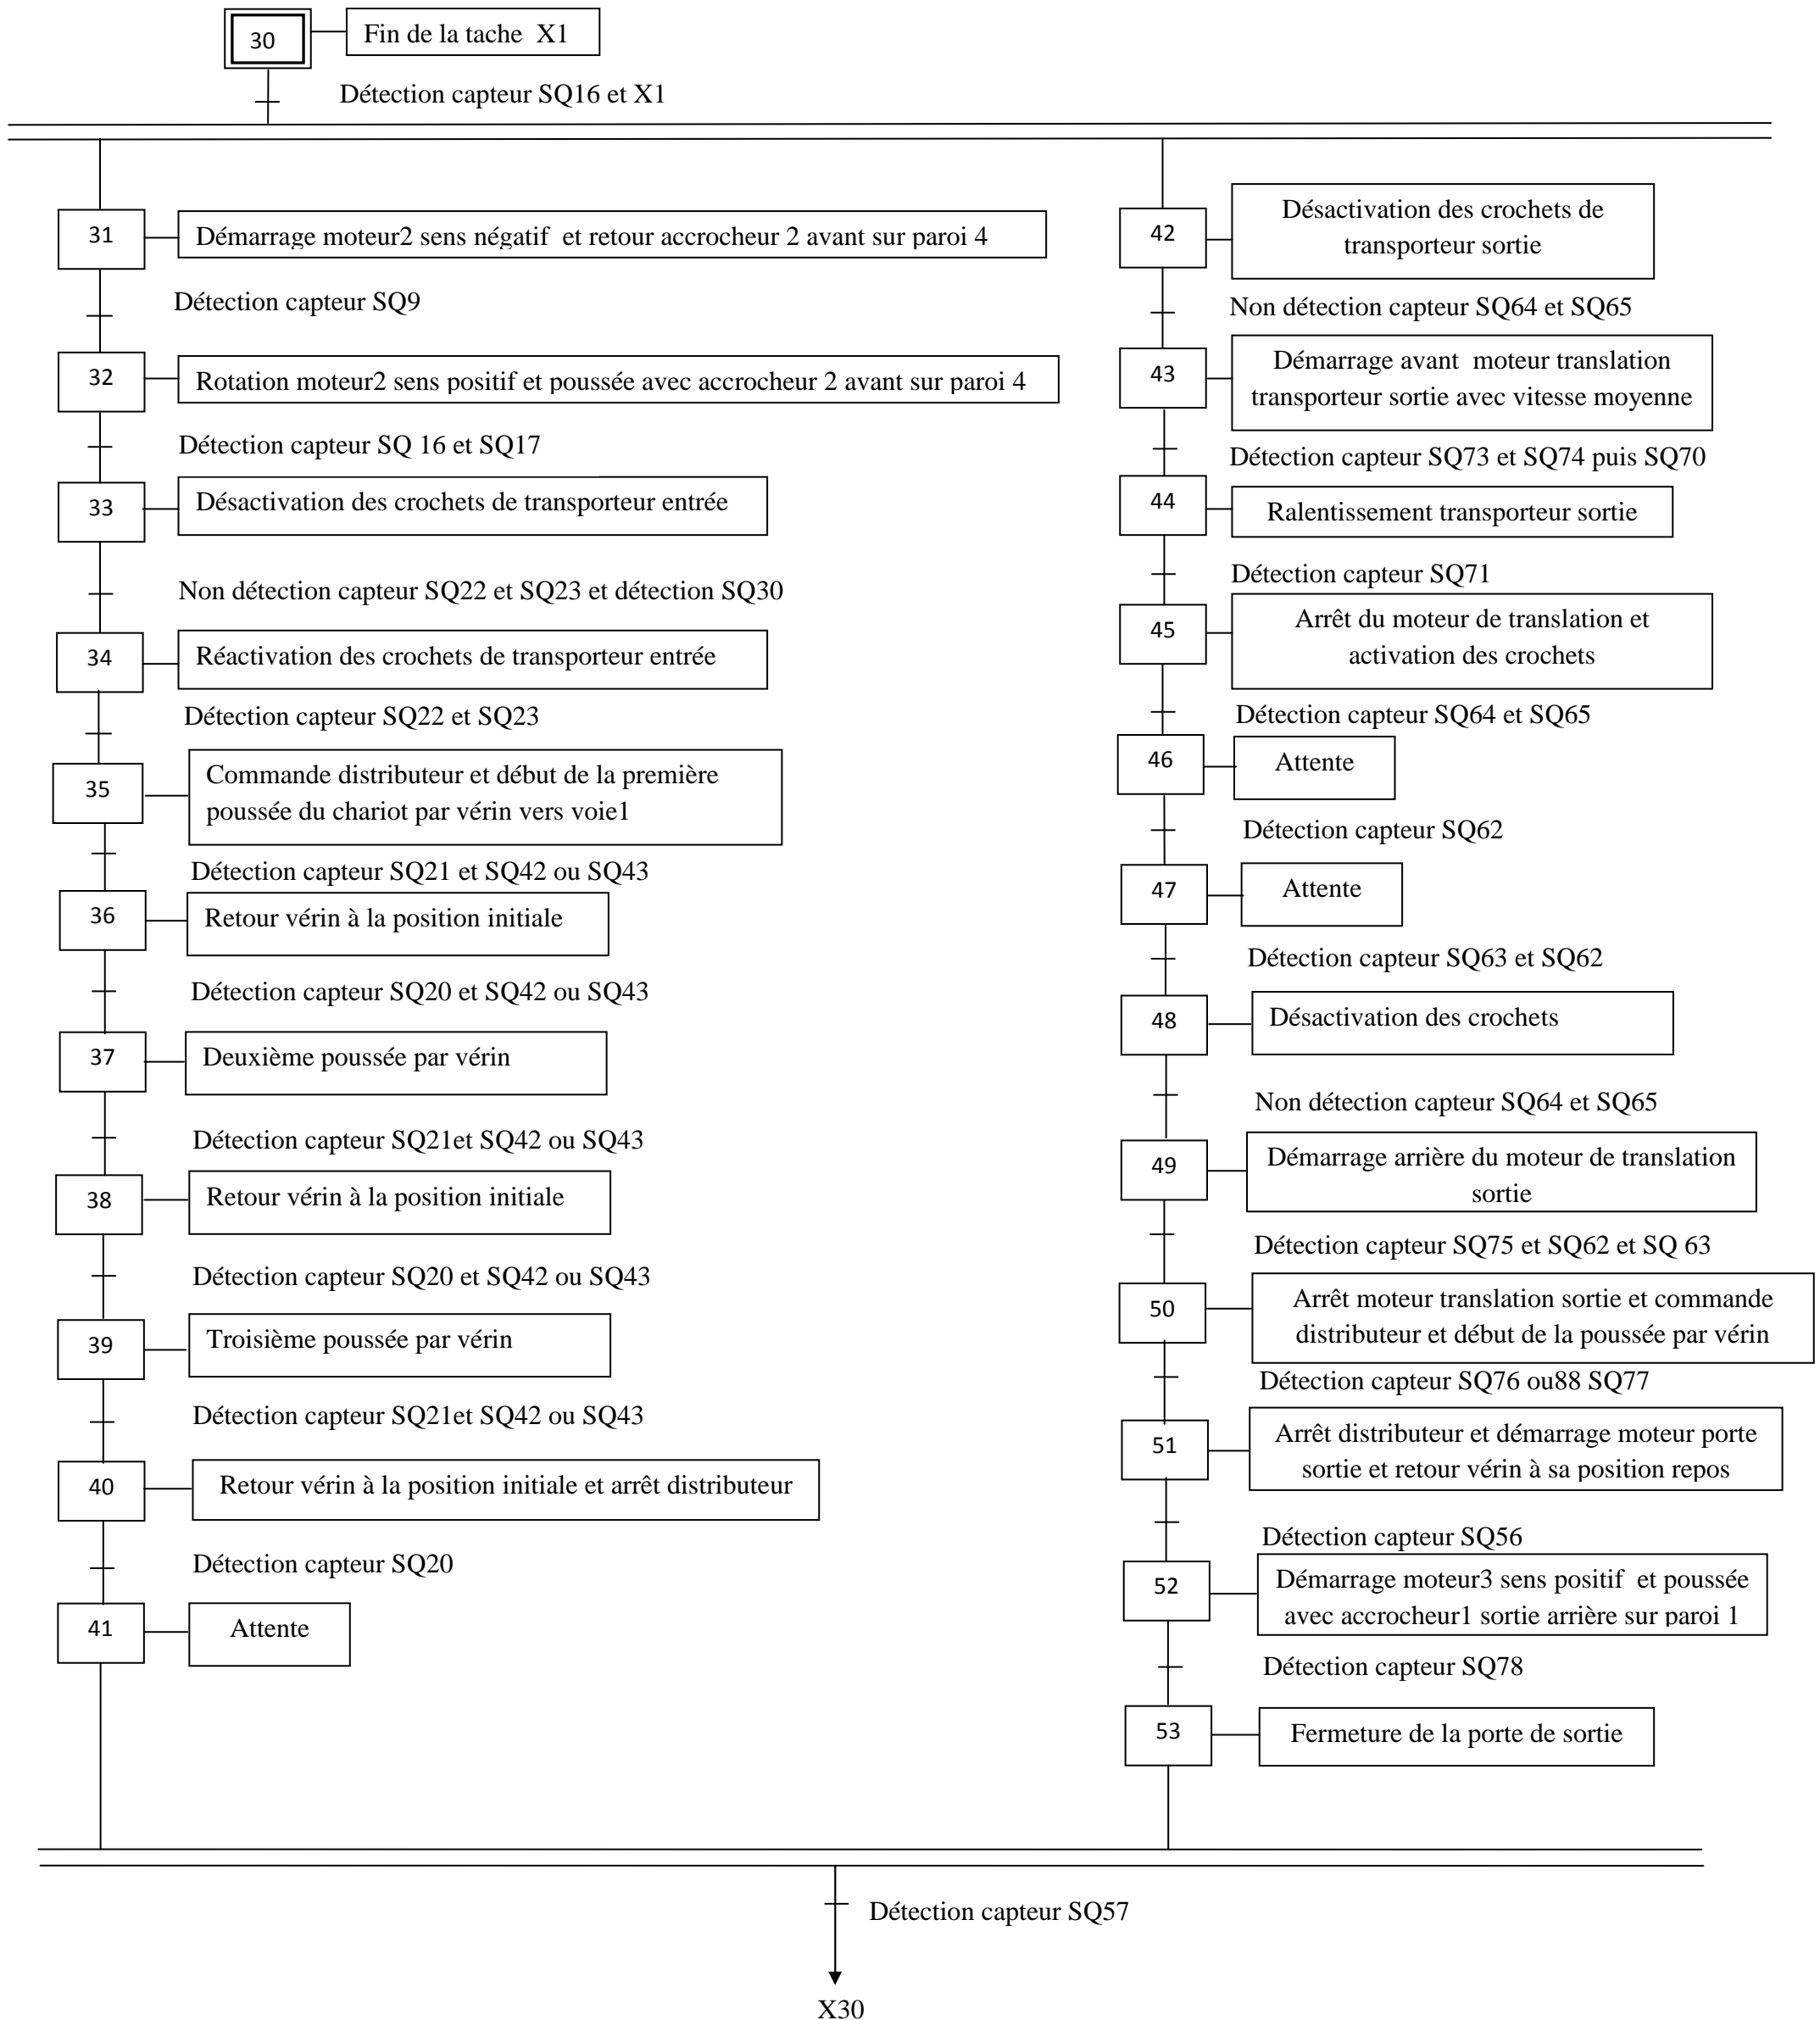 30
Fin de la tache X1
Détection capteur SQ16 et X1
31
Démarrage moteur2 sens négatif et retour accrocheur 2 avant sur paroi 4
Détection capteur SQ9
32
Rotation moteur2 sens positif et poussée avec accrocheur 2 avant sur paroi 4
Détection capteur SQ 16 et SQ17
33
Désactivation des crochets de transporteur entrée
Non détection capteur SQ22 et SQ23 et détection SQ30
34
Réactivation des crochets de transporteur entrée
Détection capteur SQ22 et SQ23
35
Commande distributeur et début de la première
poussée du chariot par vérin vers voie1
Détection capteur SQ21 et SQ42 ou SQ43
36
Retour vérin à la position initiale
Détection capteur SQ20 et SQ42 ou SQ43
37
Deuxième poussée par vérin
Détection capteur SQ21et SQ42 ou SQ43
38
Retour vérin à la position initiale
Détection capteur SQ20 et SQ42 ou SQ43
39
Troisième poussée par vérin
Détection capteur SQ21et SQ42 ou SQ43
40
Retour vérin à la position initiale et arrêt distributeur
Détection capteur SQ20
41
Attente
42
Désactivation des crochets de
transporteur sortie
Non détection capteur SQ64 et SQ65
43
Démarrage avant moteur translation
transporteur sortie avec vitesse moyenne
Détection capteur SQ73 et SQ74 puis SQ70
44
Ralentissement transporteur sortie
Détection capteur SQ71
45
Arrêt du moteur de translation et
activation des crochets
Détection capteur SQ64 et SQ65
46
Attente
Détection capteur SQ62
47
Attente
Détection capteur SQ63 et SQ62
48
Désactivation des crochets
Non détection capteur SQ64 et SQ65
49
Démarrage arrière du moteur de translation
sortie
Détection capteur SQ75 et SQ62 et SQ 63
50
Arrêt moteur translation sortie et commande
distributeur et début de la poussée par vérin
Détection capteur SQ76 ou88 SQ77
51
Arrêt distributeur et démarrage moteur porte
sortie et retour vérin à sa position repos
Détection capteur SQ56
52
Démarrage moteur3 sens positif et poussée
avec accrocheur1 sortie arrière sur paroi 1
Détection capteur SQ78
53
Fermeture de la porte de sortie
Détection capteur SQ57
X30